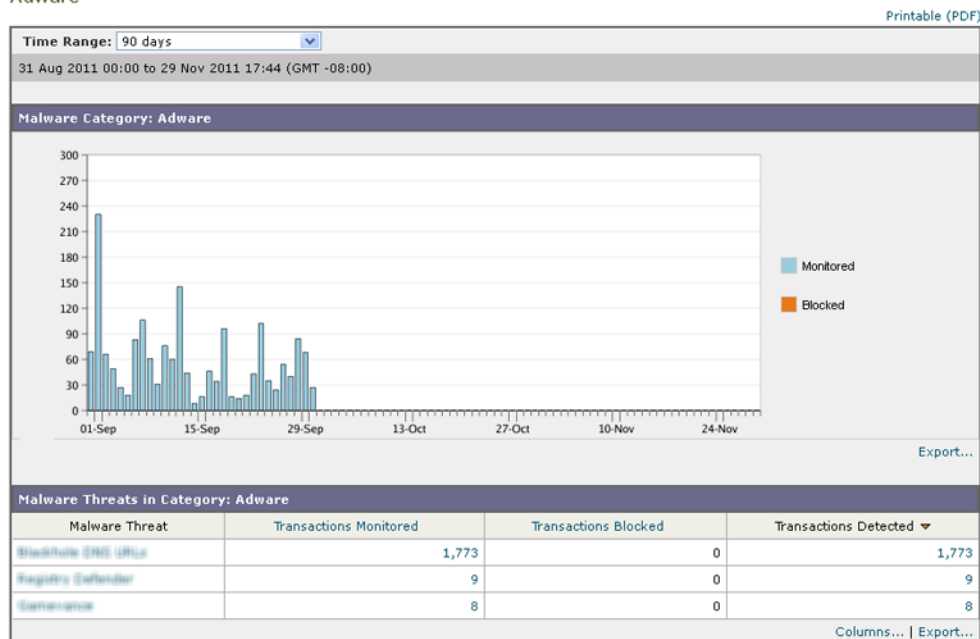 Adware
Printable (PDF)
Time Range: 90 days
31 Aug 2011 00:00 to 29 Nov 2011 17:44 (GMT -08:00)
Malware Category: Adware
300
270
240
210
180
150
120
90
60
30
0
01-Sep 15-Sep 29-Sep 13-Oct 27-Oct 10-Nov 24-Nov
Monitored
Blocked
Export...
Malware Threats in Category: Adware
Malware Threat Transactions Monitored Transactions Blocked Transactions Detected
1,773 0 1,773
9 0 9
8 0 8
Columns... | Export...